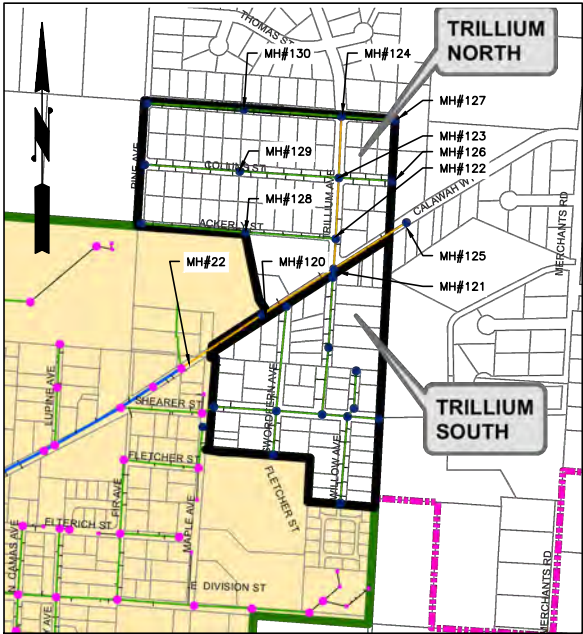 THOMAS ST
TRILLIUM
NORTH
MH#130
MH#124
MH#127
MH#123
MH#126
MH#122
MH#129
COLLINS ST
PINE AVE
TRILLIUM AVE
CALAWAH W
MERCHANTS RD
MH#128
ACKERLY ST
N
MH#22
MH#120
MH#125
MH#121
LUPINE AVE
SHEARER ST
SWORDFERN AVE
TRILLIUM
SOUTH
FLETCHER ST
FLETCHER ST
WILLOW AVE
FIR AVE
MAPLE AVE
ELTERICH ST
N CAMAS AVE
E DIVISION ST
MERCHANTS RD
Y AVE